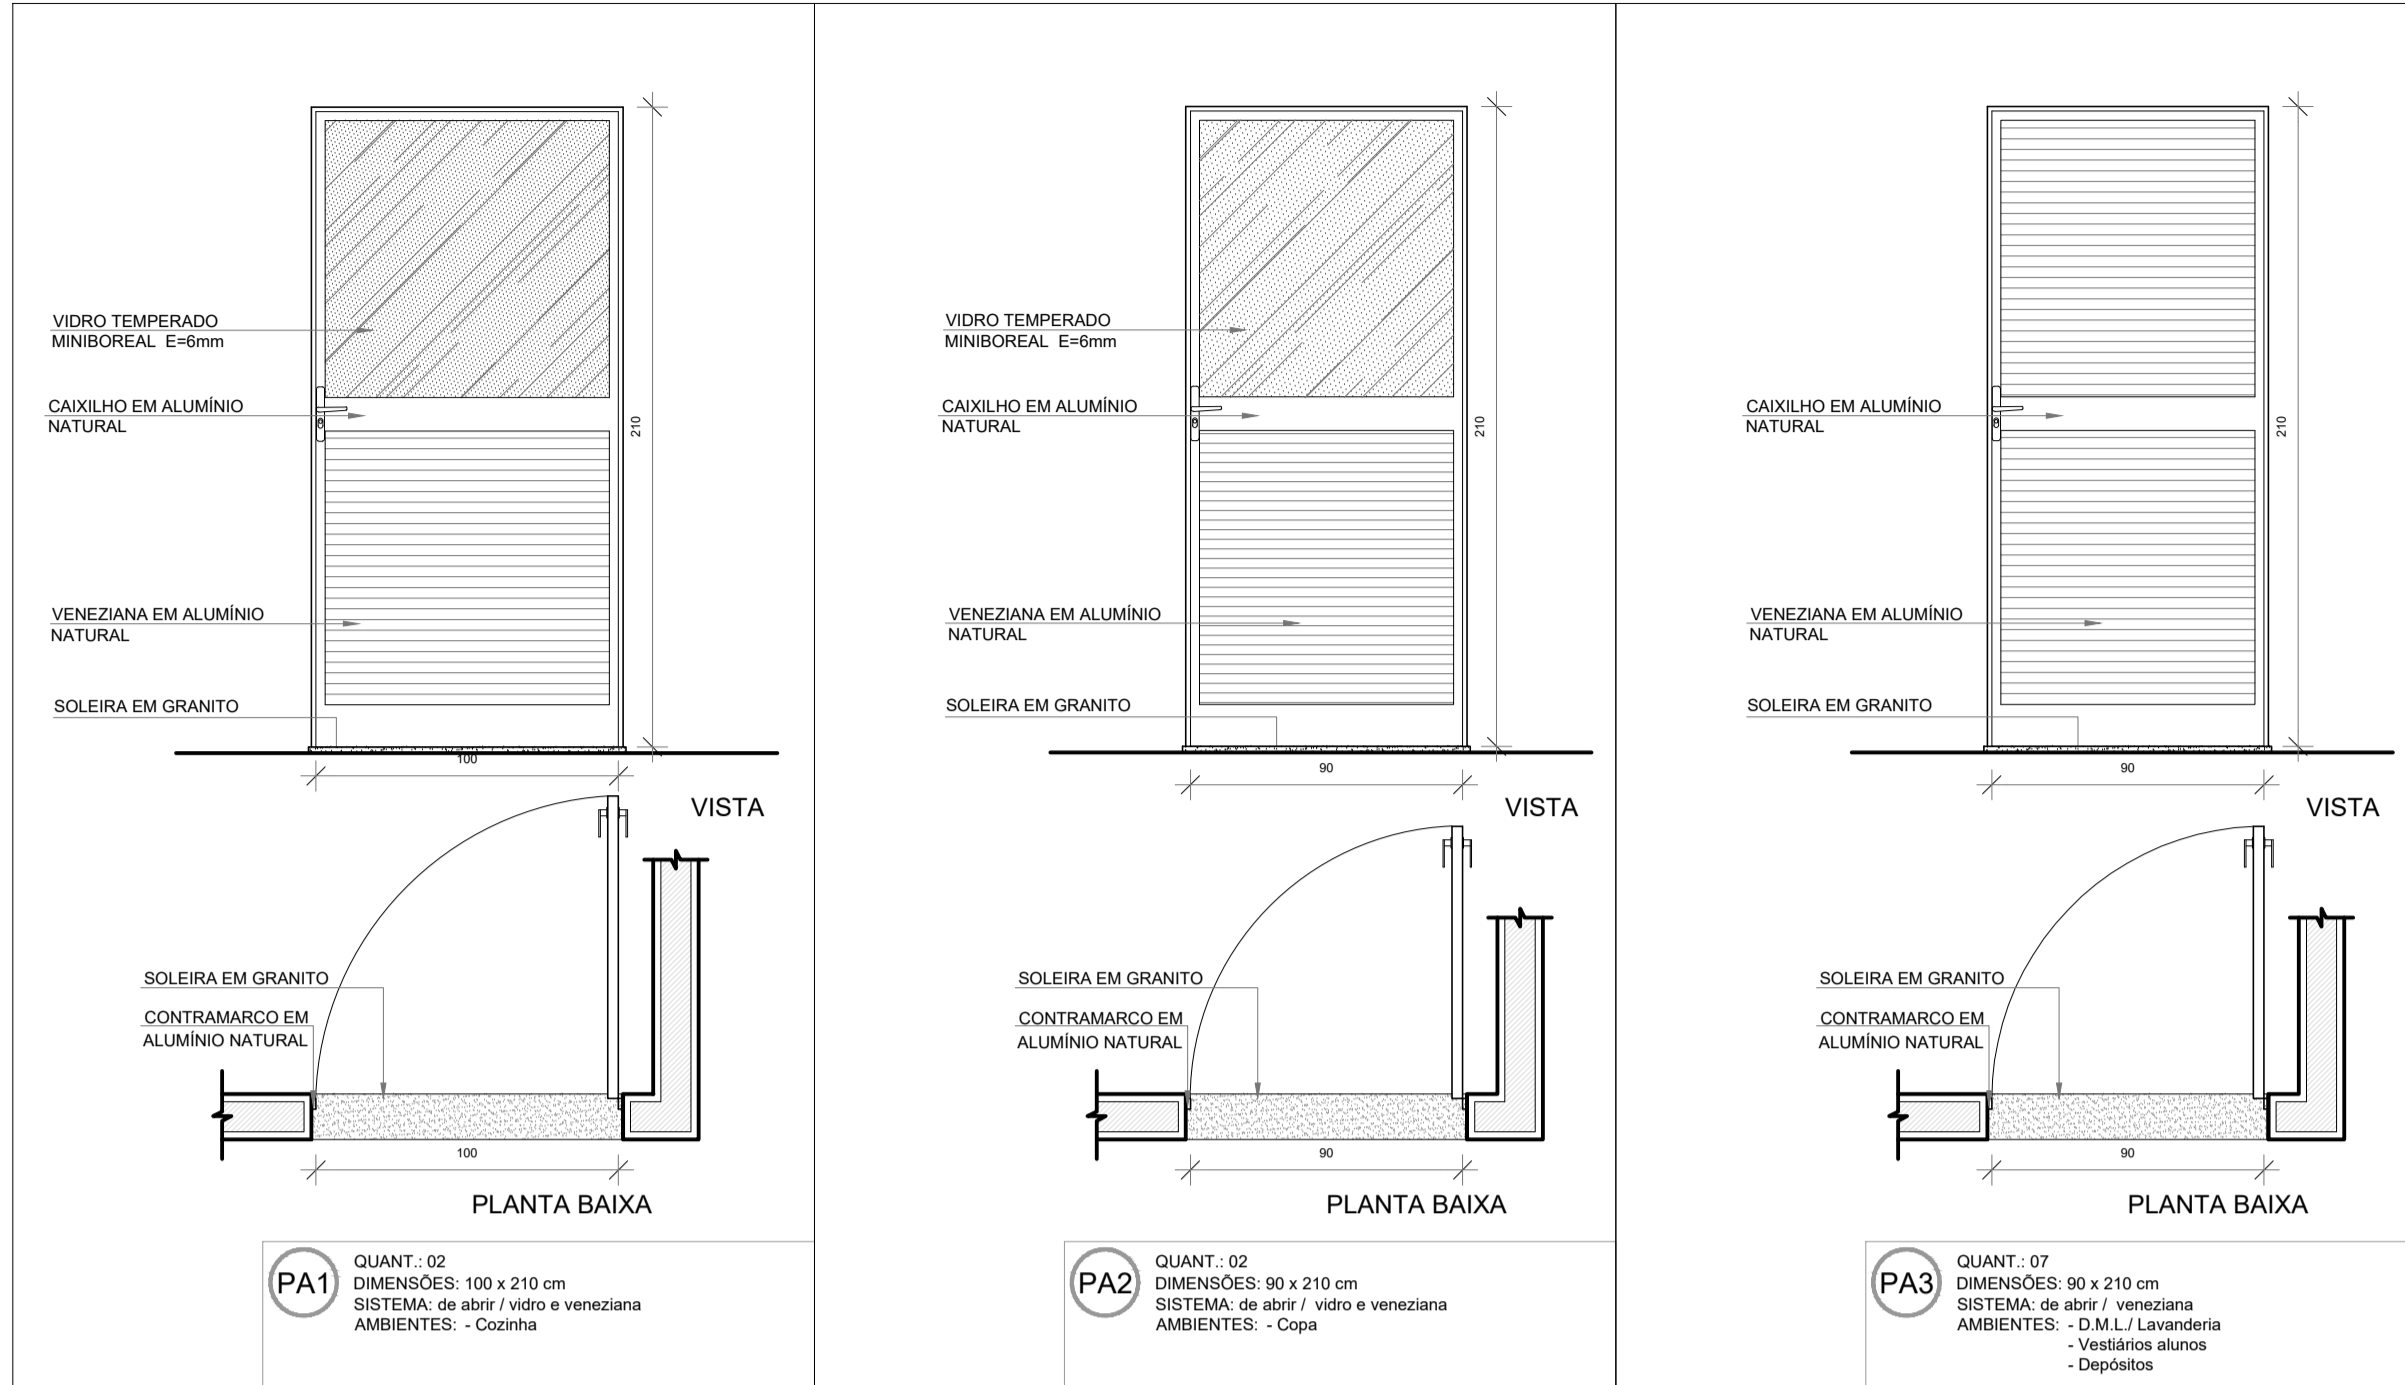 VIDRO TEMPERADO
MINIBOREAL E=6mm
CAIXILHO EM ALUMÍNIO
NATURAL
210
VENEZIANA EM ALUMÍNIO
NATURAL
SOLEIRA EM GRANITO
100
VISTA
SOLEIRA EM GRANITO
CONTRAMARCO EM
ALUMÍNIO NATURAL
100
PLANTA BAIXA
PA1
QUANT.: 02
DIMENSÕES: 100 x 210 cm
SISTEMA: de abrir / vidro e veneziana
AMBIENTES: - Cozinha
VIDRO TEMPERADO
MINIBOREAL E=6mm
CAIXILHO EM ALUMÍNIO
NATURAL
210
VENEZIANA EM ALUMÍNIO
NATURAL
SOLEIRA EM GRANITO
90
VISTA
SOLEIRA EM GRANITO
CONTRAMARCO EM
ALUMÍNIO NATURAL
90
PLANTA BAIXA
PA2
QUANT.: 02
DIMENSÕES: 90 x 210 cm
SISTEMA: de abrir / vidro e veneziana
AMBIENTES: - Copa
CAIXILHO EM ALUMÍNIO
NATURAL
210
VENEZIANA EM ALUMÍNIO
NATURAL
SOLEIRA EM GRANITO
90
VISTA
SOLEIRA EM GRANITO
CONTRAMARCO EM
ALUMÍNIO NATURAL
90
PLANTA BAIXA
PA3
QUANT.: 07
DIMENSÕES: 90 x 210 cm
SISTEMA: de abrir / veneziana
AMBIENTES: - D.M.L./ Lavanderia
- Vestiários alunos
- Depósitos